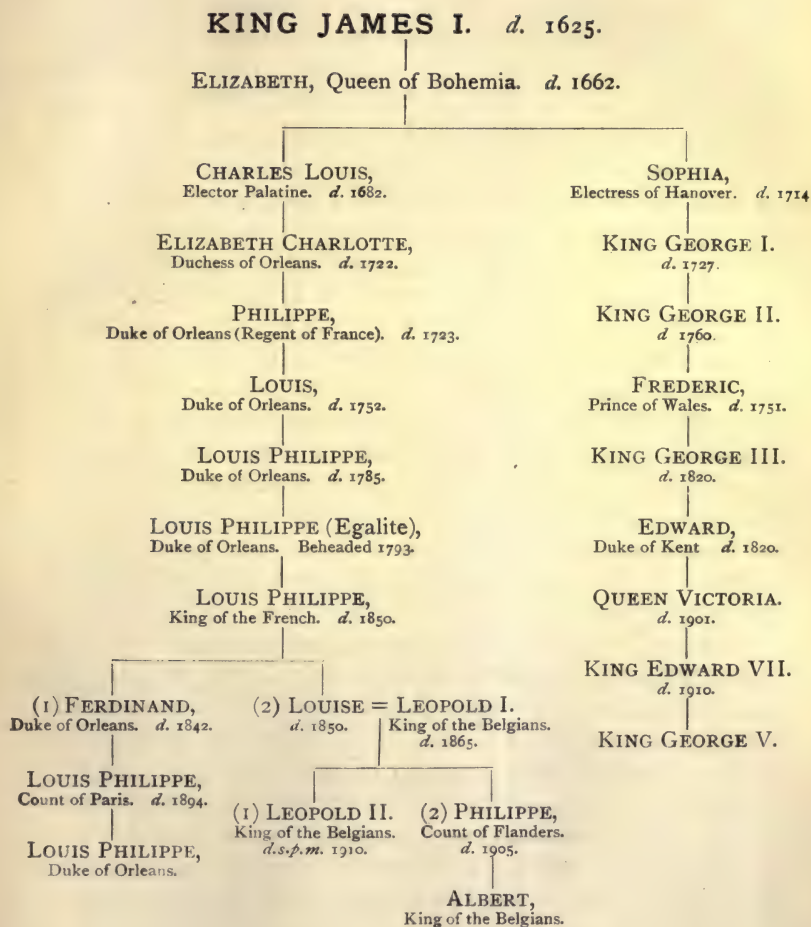 KING JAMES I. d. 1625.
ELIZABETH, Queen of Bohemia. d. 1662.
CHARLES LOUIS,
Elector Palatine. d. 1682.
ELIZABETH CHARLOTTE,
Duchess of Orleans. d. 1722.
PHILIPPE,
Duke of Orleans (Regent of France). d. 1723.
LOUIS,
Duke of Orleans. d. 1752.
LOUIS PHILIPPE,
Duke of Orleans. d. 1785.
LOUIS PHILIPPE (Egalite),
Duke of Orleans. Beheaded 1793.
LOUIS PHILIPPE,
King of the French. d. 1850.
(1) FERDINAND,
Duke of Orleans. d. 1842.
LOUIS PHILIPPE,
Count of Paris. d. 1894.
LOUIS PHILIPPE,
Duke of Orleans.
(2) LOUISE = LEOPOLD I.
d. 1850. King of the Belgians.
d. 1865.
(1) LEOPOLD II.
King of the Belgians.
d.s.p.m. 1910.
(2) PHILIPPE,
Count of Flanders.
d. 1905.
ALBERT,
King of the Belgians.
SOPHIA,
Electress of Hanover. d. 1714
KING GEORGE I.
d. 1727.
KING GEORGE II.
d 1760.
FREDERIC,
Prince of Wales. d. 1751.
KING GEORGE III.
d. 1820.
EDWARD,
Duke of Kent d. 1820.
QUEEN VICTORIA.
d. 1901.
KING EDWARD VII.
d. 1910.
KING GEORGE V.